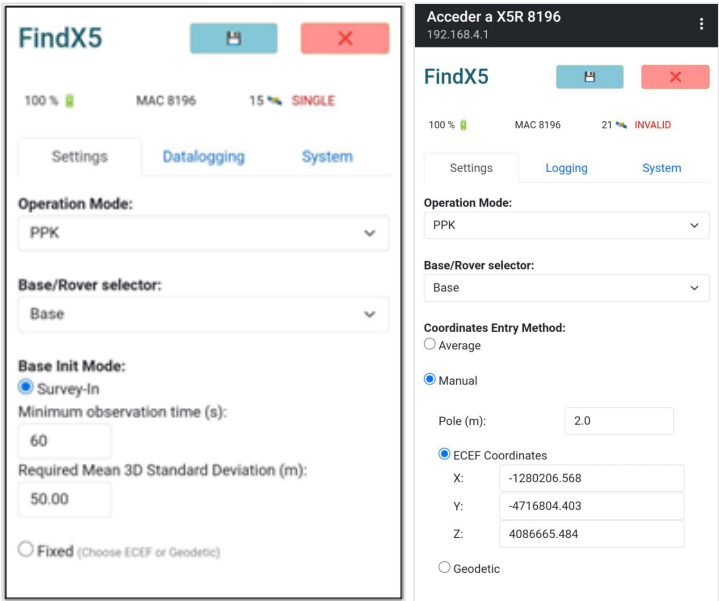 FindX5
100 % MAC 8196 15 SINGLE
Settings Datalogging System
Operation Mode:
PPK
Base/Rover selector:
Base
Base Init Mode:
Survey-In
Minimum observation time (s):
60
Required Mean 3D Standard Deviation (m):
50.00
Fixed (Choose ECEF or Geodetic)
Acceder a X5R 8196
192.168.4.1
FindX5
100 % MAC 8196 21 INVALID
Settings Logging System
Operation Mode:
PPK
Base/Rover selector:
Base
Coordinates Entry Method:
Average
Manual
Pole (m): 2.0
ECEF Coordinates
X: -1280206.568
Y: -4716804.403
Z: 4086665.484
Geodetic